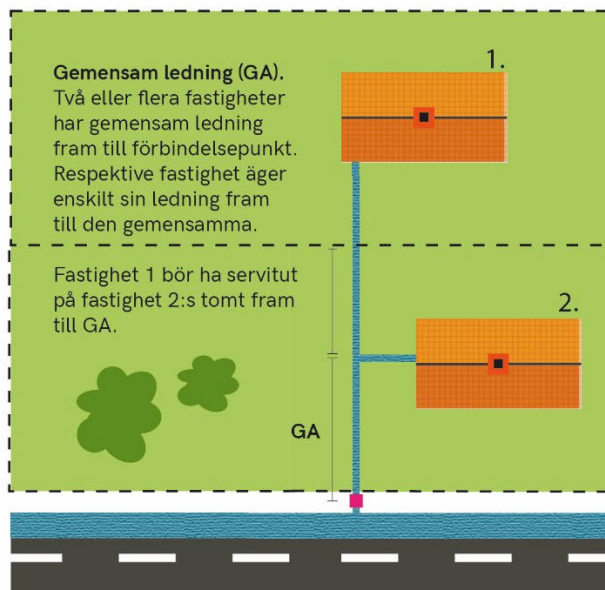 1.
Gemensam ledning (GA).
Två eller flera fastigheter
har gemensam ledning
fram till förbindelsepunkt.
Respektive fastighet äger
enskilt sin ledning fram
till den gemensamma.
Fastighet 1 bör ha servitut
på fastighet 2:s tomt fram
till GA.
2.
GA